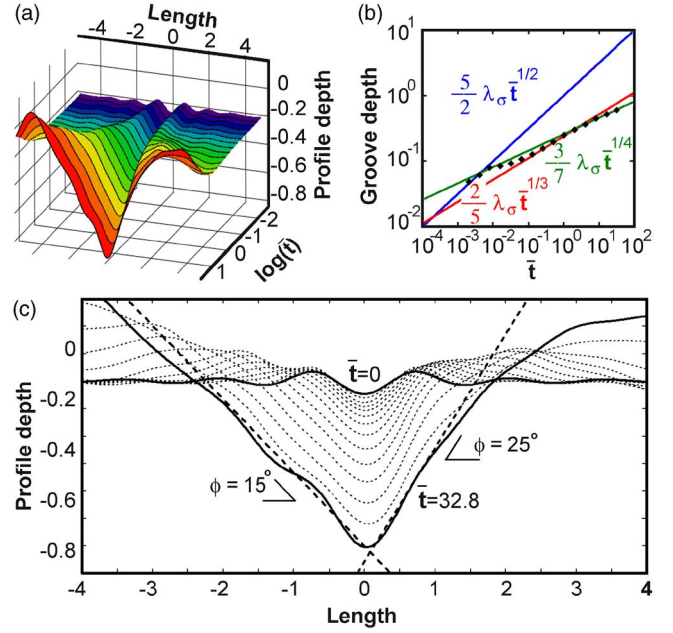 (a)
Length
-4 -2 0 2 4
0
-0.2
-0.4
-0.6
-0.8
Profile depth
-2
-1
0
1
log(t̅)
(b)
10¹
10⁰
10⁻¹
10⁻²
Groove depth
5/2 λσ t̅^1/2
3/7 λσ t̅^1/4
2/5 λσ t̅^1/3
10⁻⁴ 10⁻³ 10⁻² 10⁻¹ 10⁰ 10¹ 10²
t̅
(c)
0
-0.2
-0.4
-0.6
-0.8
Profile depth
t̅=0
ϕ = 25°
ϕ = 15°
t̅=32.8
-4 -3 -2 -1 0 1 2 3 4
Length